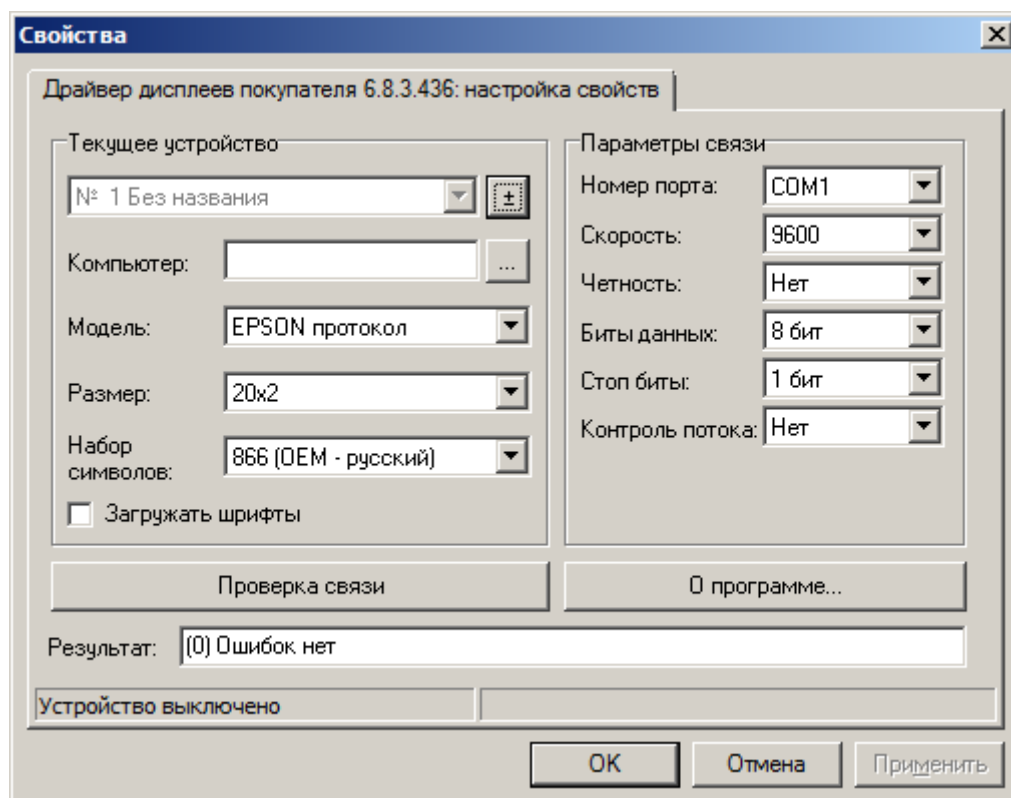 Свойства
Драйвер дисплеев покупателя 6.8.3.436: настройка свойств
Текущее устройство
№ 1 Без названия
±
Компьютер:
...
Модель: EPSON протокол
Размер: 20x2
Набор
символов: 866 (OEM - русский)
Загружать шрифты
Параметры связи
Номер порта: COM1
Скорость: 9600
Четность: Нет
Биты данных: 8 бит
Стоп биты: 1 бит
Контроль потока: Нет
Проверка связи
О программе...
Результат: (0) Ошибок нет
Устройство выключено
OK
Отмена
Применить